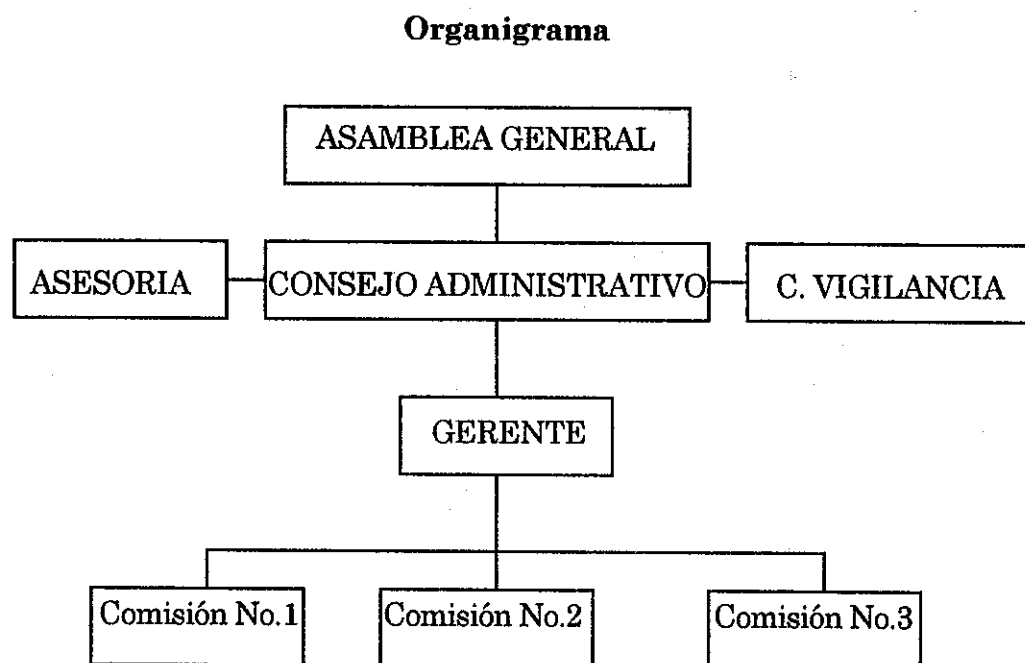 Organigrama
ASAMBLEA GENERAL
ASESORIA
CONSEJO ADMINISTRATIVO
C. VIGILANCIA
GERENTE
Comisión No.1
Comisión No.2
Comisión No.3